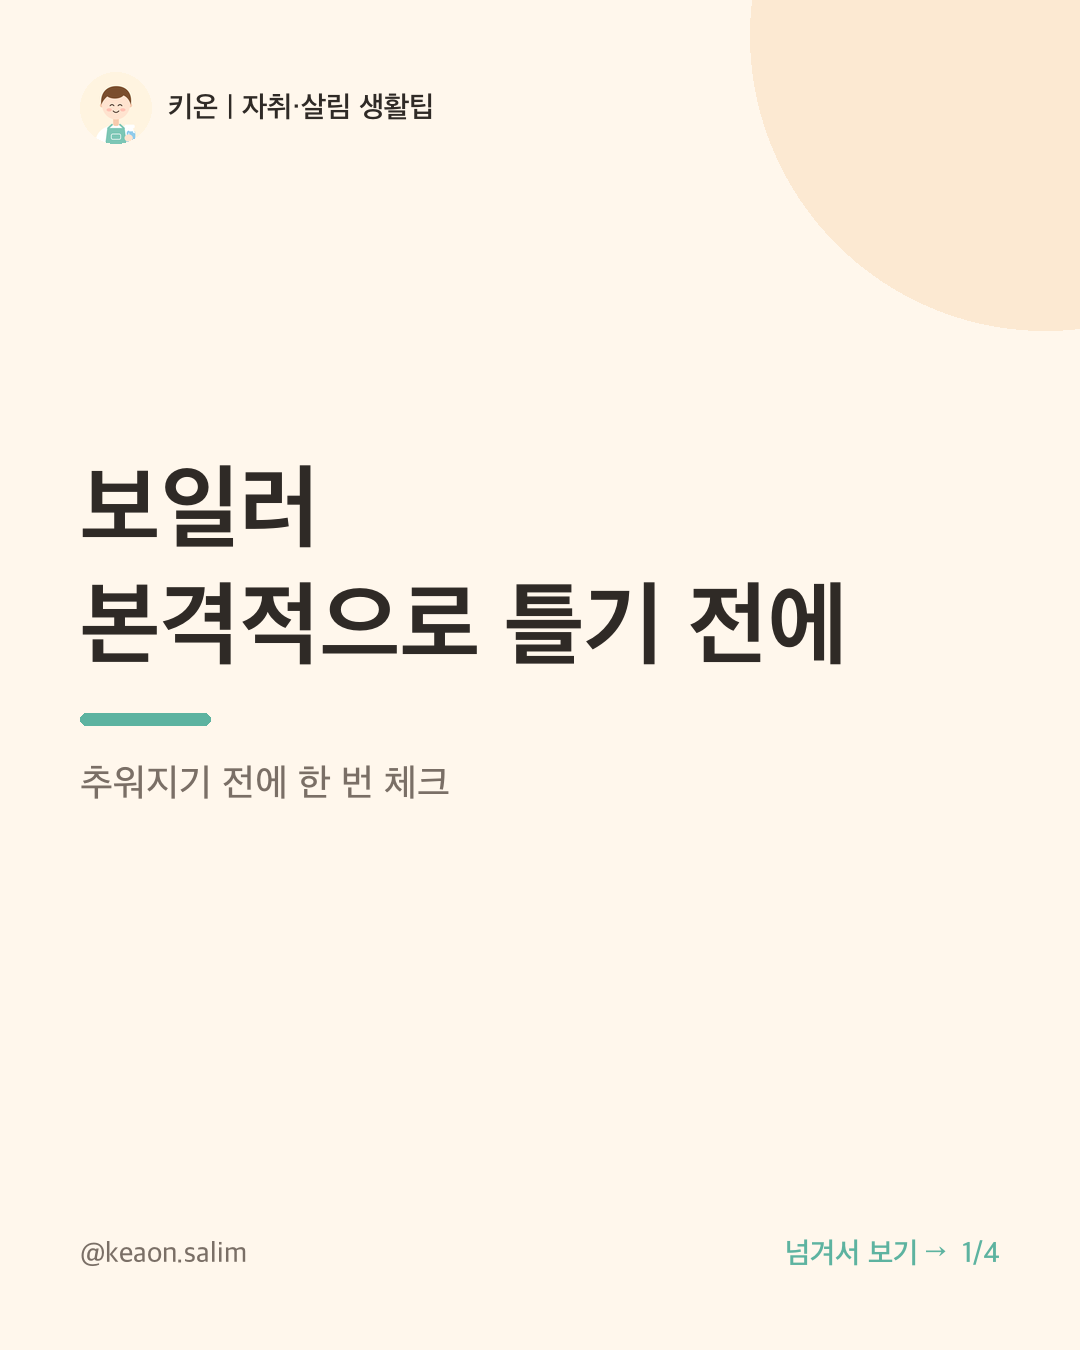 키온 | 자취·살림 생활팁
보일러
본격적으로 틀기 전에
추워지기 전에 한 번 체크
@keaon.salim
넘겨서 보기 → 1/4